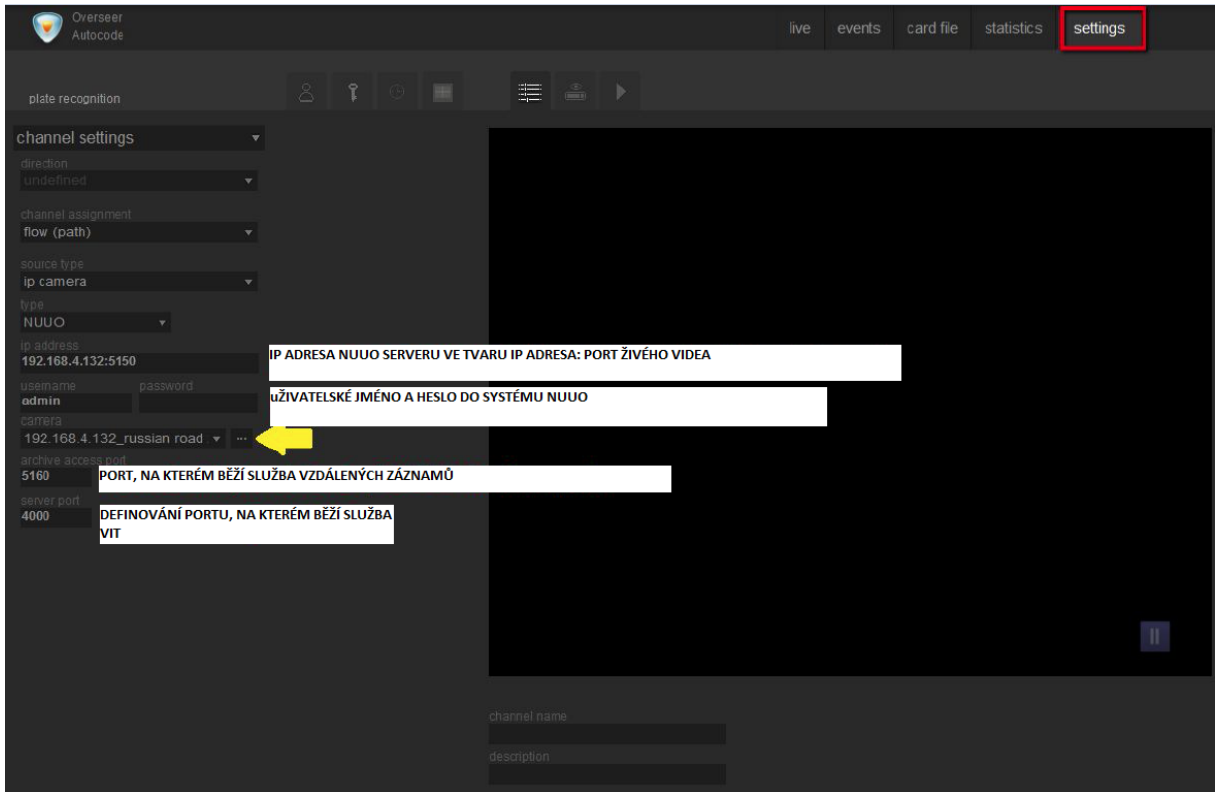 Overseer
Autocode
live events card file statistics settings
plate recognition
channel settings
direction
undefined
channel assignment
flow (path)
source type
ip camera
type
NUUO
ip address
192.168.4.132:5150
IP ADRESA NUUO SERVERU VE TVARU IP ADRESA: PORT ŽIVÉHO VIDEA
username password
admin
uŽIVATELSKÉ JMÉNO A HESLO DO SYSTÉMU NUUO
camera
192.168.4.132_russian road ...
archive access port
5160
PORT, NA KTERÉM BĚŽÍ SLUŽBA VZDÁLENÝCH ZÁZNAMŮ
server port
4000
DEFINOVÁNÍ PORTU, NA KTERÉM BĚŽÍ SLUŽBA
VIT
channel name
description